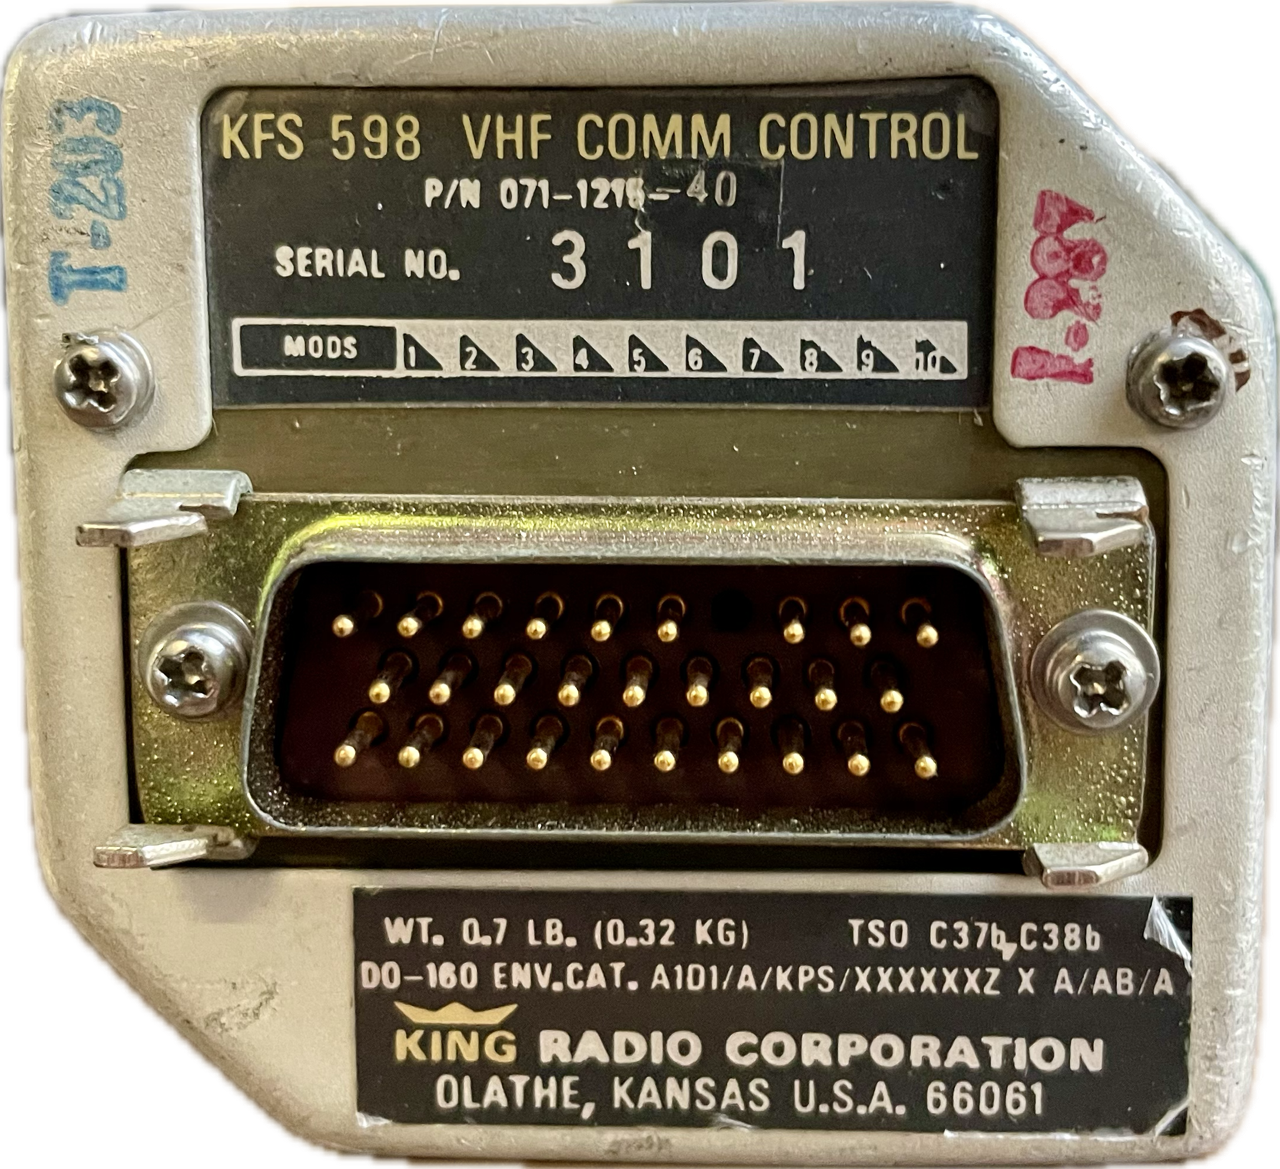 KFS 598 VHF COMM CONTROL
P/N 071-1216-40
SERIAL NO. 3101
MODS 1 2 3 4 5 6 7 8 9 10
T-203
1-887
WT. 0.7 LB. (0.32 KG) TSO C37b,C38b
DO-160 ENV.CAT. A1D1/A/KPS/XXXXXXZ X A/AB/A
KING RADIO CORPORATION
OLATHE, KANSAS U.S.A. 66061